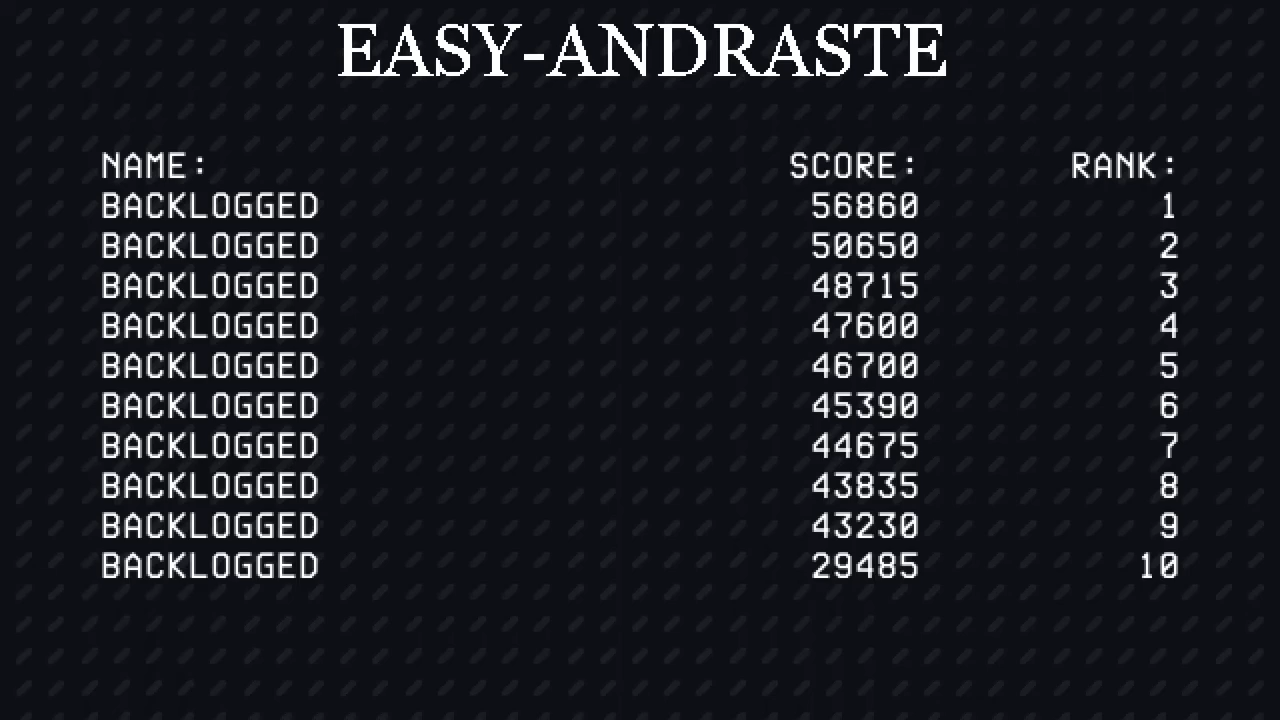 EASY-ANDRASTE
NAME: SCORE: RANK:
BACKLOGGED 56860 1
BACKLOGGED 50650 2
BACKLOGGED 48715 3
BACKLOGGED 47600 4
BACKLOGGED 46700 5
BACKLOGGED 45390 6
BACKLOGGED 44675 7
BACKLOGGED 43835 8
BACKLOGGED 43230 9
BACKLOGGED 29485 10